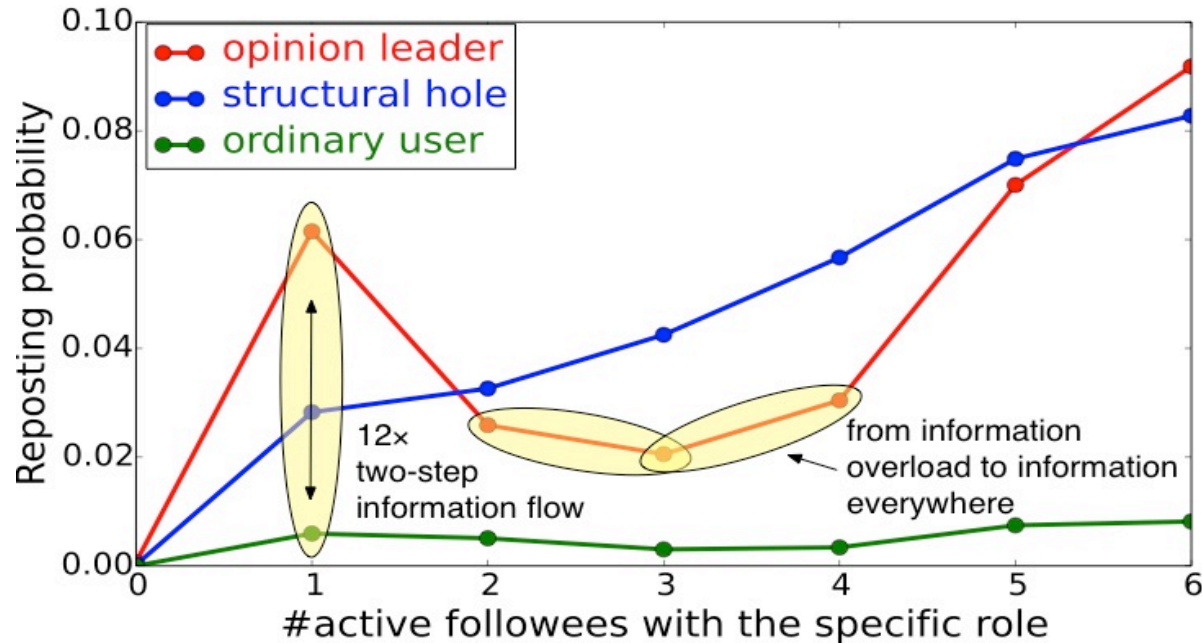 0.10
opinion leader
structural hole
ordinary user
0.08
0.06
0.04
0.02
0.00
Reposting probability
12×
two-step
information flow
from information
overload to information
everywhere
0 1 2 3 4 5 6
#active followees with the specific role